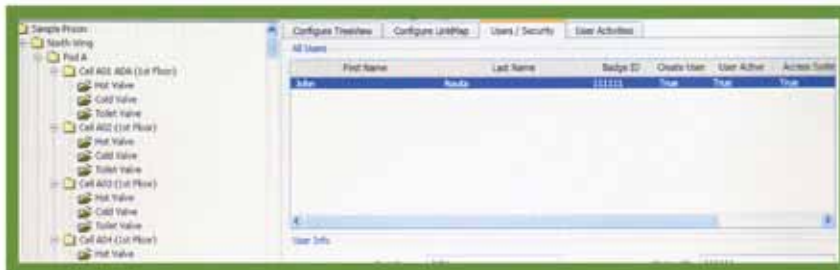 Sample Prison
North Wing
Pod A
Cell A01 ADA (1st Floor)
Hot Valve
Cold Valve
Toilet Valve
Cell A02 (1st Floor)
Hot Valve
Cold Valve
Toilet Valve
Cell A03 (1st Floor)
Hot Valve
Cold Valve
Toilet Valve
Cell A04 (1st Floor)
Hot Valve
Configure TreeView Configure LinkMap Users / Security User Activities
All Users
First Name Last Name Badge ID Create User User Active Access
John 111111 True True True
User Info